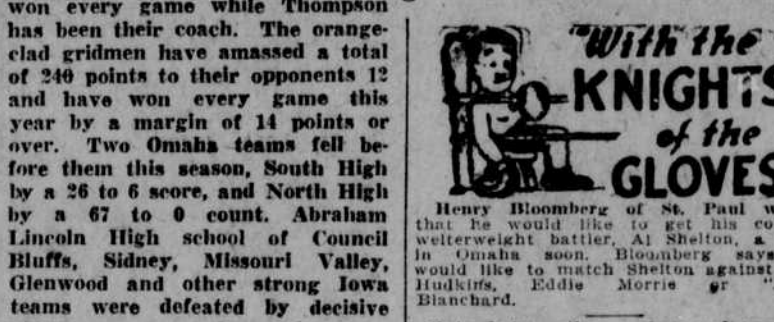 won every game while Thompson
has been their coach. The orange-
clad gridmen have amassed a total
of 240 points to their opponents 12
and have won every game this
year by a margin of 14 points or
over. Two Omaha teams fell be-
fore them this season, South High
by a 26 to 6 score, and North High
by a 67 to 0 count. Abraham
Lincoln High school of Council
Bluffs, Sidney, Missouri Valley,
Glenwood and other strong Iowa
teams were defeated by decisive
"With the
KNIGHTS
of the
GLOVES
Henry Bloomberg of St. Paul w
that he would like to get his co
welterweight battler, Al Shelton, a
in Omaha soon. Bloomberg says
would like to match Shelton against
Hudkins, Eddie Morrie or "
Blanchard.